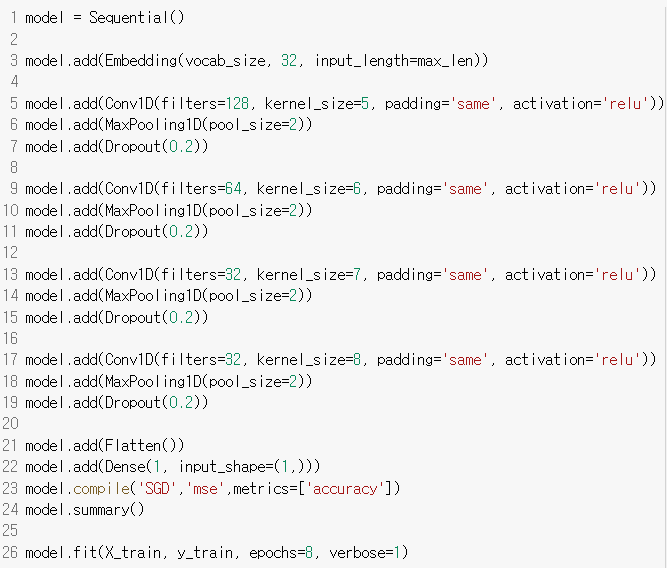 1 model = Sequential()
2
3 model.add(Embedding(vocab_size, 32, input_length=max_len))
4
5 model.add(Conv1D(filters=128, kernel_size=5, padding='same', activation='relu'))
6 model.add(MaxPooling1D(pool_size=2))
7 model.add(Dropout(0.2))
8
9 model.add(Conv1D(filters=64, kernel_size=6, padding='same', activation='relu'))
10 model.add(MaxPooling1D(pool_size=2))
11 model.add(Dropout(0.2))
12
13 model.add(Conv1D(filters=32, kernel_size=7, padding='same', activation='relu'))
14 model.add(MaxPooling1D(pool_size=2))
15 model.add(Dropout(0.2))
16
17 model.add(Conv1D(filters=32, kernel_size=8, padding='same', activation='relu'))
18 model.add(MaxPooling1D(pool_size=2))
19 model.add(Dropout(0.2))
20
21 model.add(Flatten())
22 model.add(Dense(1, input_shape=(1,)))
23 model.compile('SGD','mse',metrics=['accuracy'])
24 model.summary()
25
26 model.fit(X_train, y_train, epochs=8, verbose=1)